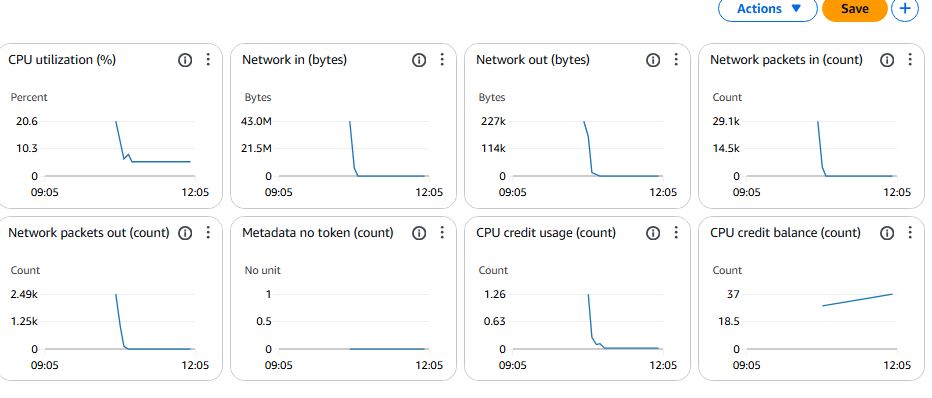 Actions ▼ Save +
CPU utilization (%)
Percent
20.6
10.3
0
09:05 12:05
Network in (bytes)
Bytes
43.0M
21.5M
0
09:05 12:05
Network out (bytes)
Bytes
227k
114k
0
09:05 12:05
Network packets in (count)
Count
29.1k
14.5k
0
09:05 12:05
Network packets out (count)
Count
2.49k
1.25k
0
09:05 12:05
Metadata no token (count)
No unit
1
0.5
0
09:05 12:05
CPU credit usage (count)
Count
1.26
0.63
0
09:05 12:05
CPU credit balance (count)
Count
37
18.5
0
09:05 12:05